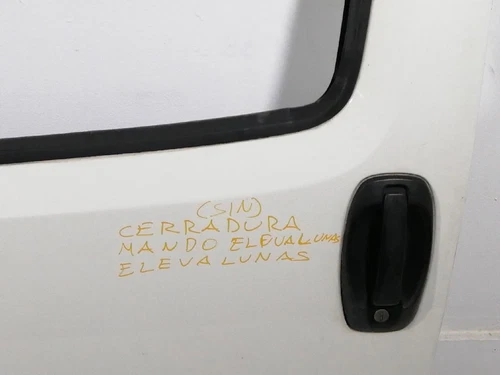 (SIN)
CERRADURA
MANDO ELEVALUNAS
ELEVALUNAS